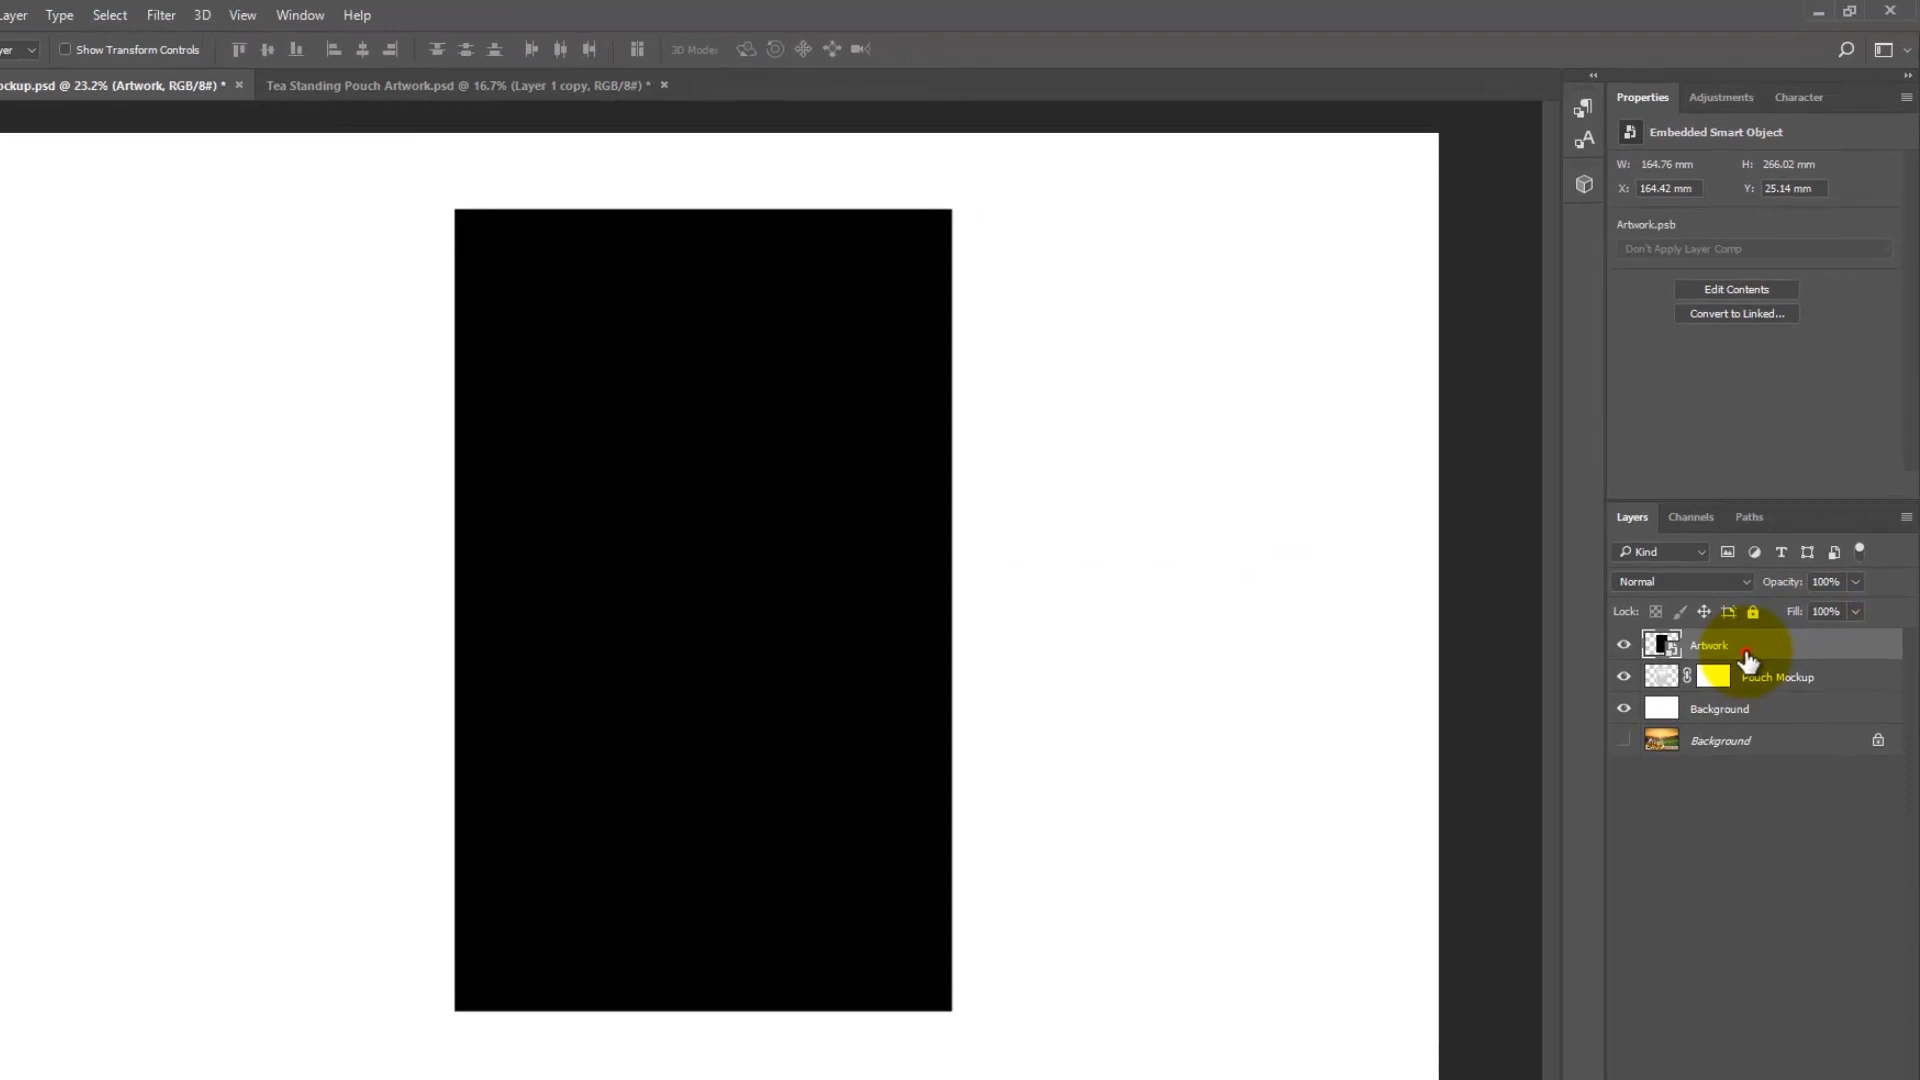 Layer Type Select Filter 3D View Window Help
yer Show Transform Controls 3D Mode:
ockup.psd @ 23.2% (Artwork, RGB/8#) * × Tea Standing Pouch Artwork.psd @ 16.7% (Layer 1 copy, RGB/8#) * ×
Properties Adjustments Character
Embedded Smart Object
W: 164.76 mm H: 266.02 mm
X: 164.42 mm Y: 25.14 mm
Artwork.psb
Don't Apply Layer Comp
Edit Contents
Convert to Linked...
Layers Channels Paths
Kind
Normal Opacity: 100%
Lock: Fill: 100%
Artwork
Pouch Mockup
Background
Background